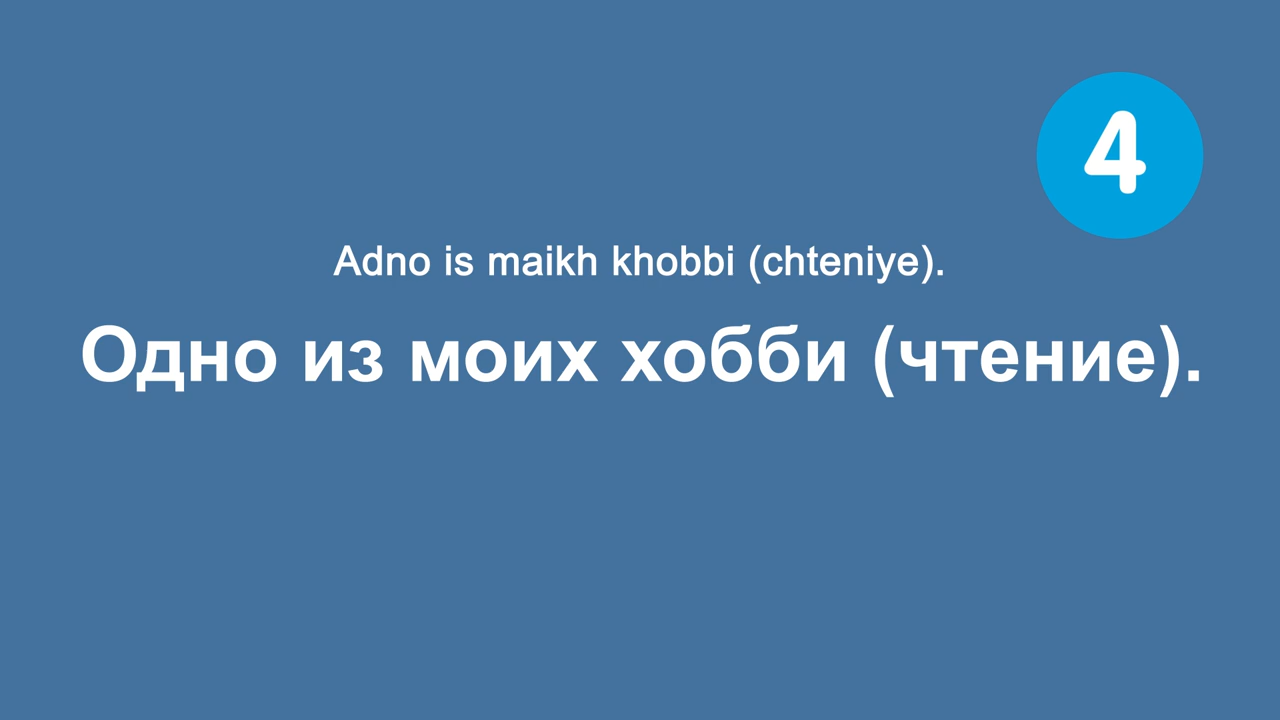 4
Adno is maikh khobbi (chteniye).
Одно из моих хобби (чтение).